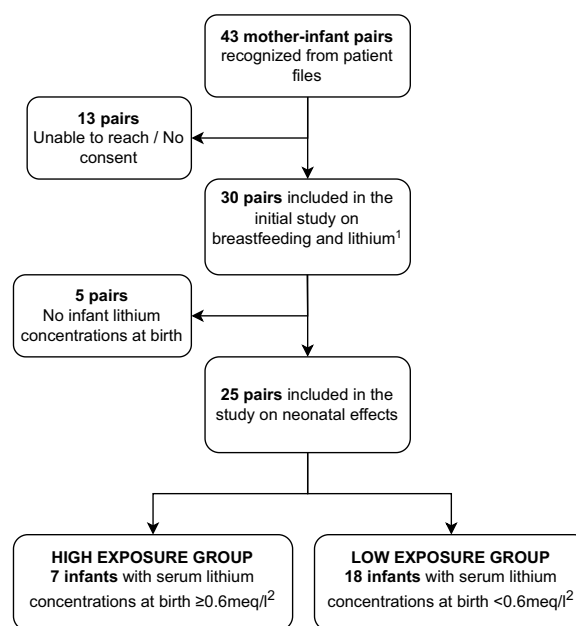 43 mother-infant pairs
recognized from patient
files
13 pairs
Unable to reach / No
consent
30 pairs included in the
initial study on
breastfeeding and lithium¹
5 pairs
No infant lithium
concentrations at birth
25 pairs included in the
study on neonatal effects
HIGH EXPOSURE GROUP
7 infants with serum lithium
concentrations at birth ≥0.6meq/l²
LOW EXPOSURE GROUP
18 infants with serum lithium
concentrations at birth <0.6meq/l²